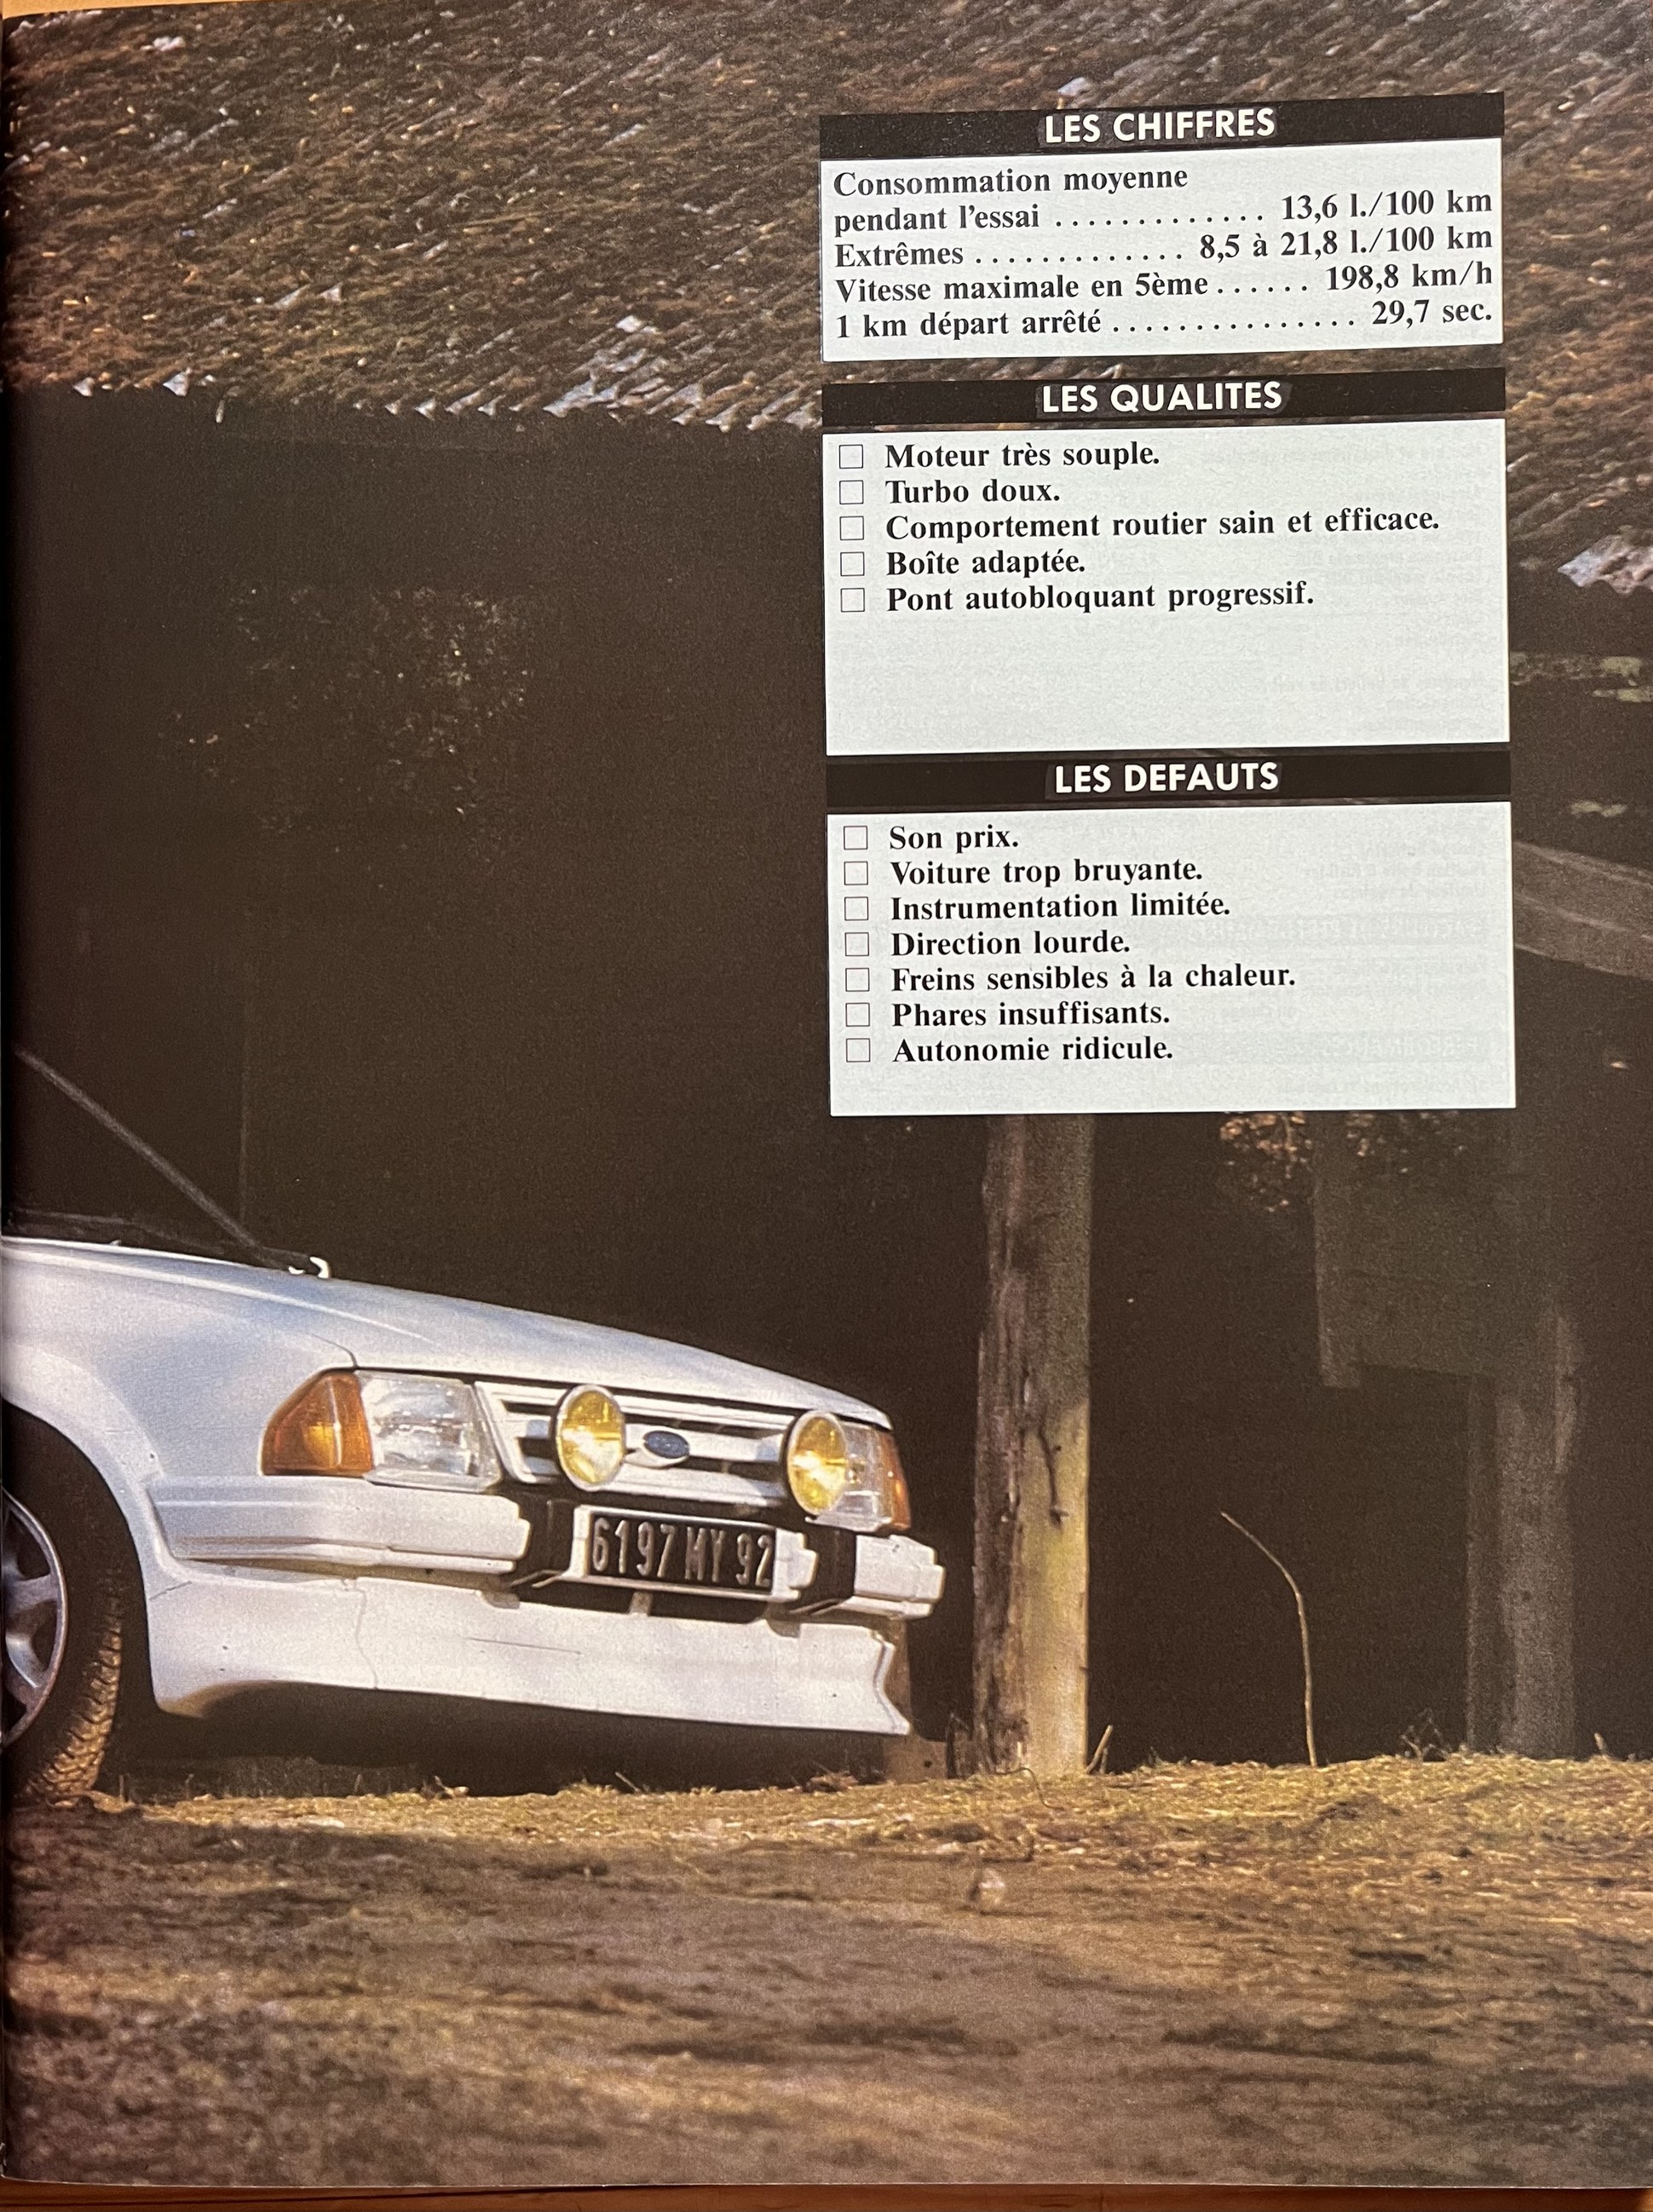 LES CHIFFRES
Consommation moyenne
pendant l'essai ............. 13,6 l./100 km
Extrêmes ............. 8,5 à 21,8 l./100 km
Vitesse maximale en 5ème...... 198,8 km/h
1 km départ arrêté ............... 29,7 sec.
LES QUALITES
□ Moteur très souple.
□ Turbo doux.
□ Comportement routier sain et efficace.
□ Boîte adaptée.
□ Pont autobloquant progressif.
LES DEFAUTS
□ Son prix.
□ Voiture trop bruyante.
□ Instrumentation limitée.
□ Direction lourde.
□ Freins sensibles à la chaleur.
□ Phares insuffisants.
□ Autonomie ridicule.
6197 MY 92